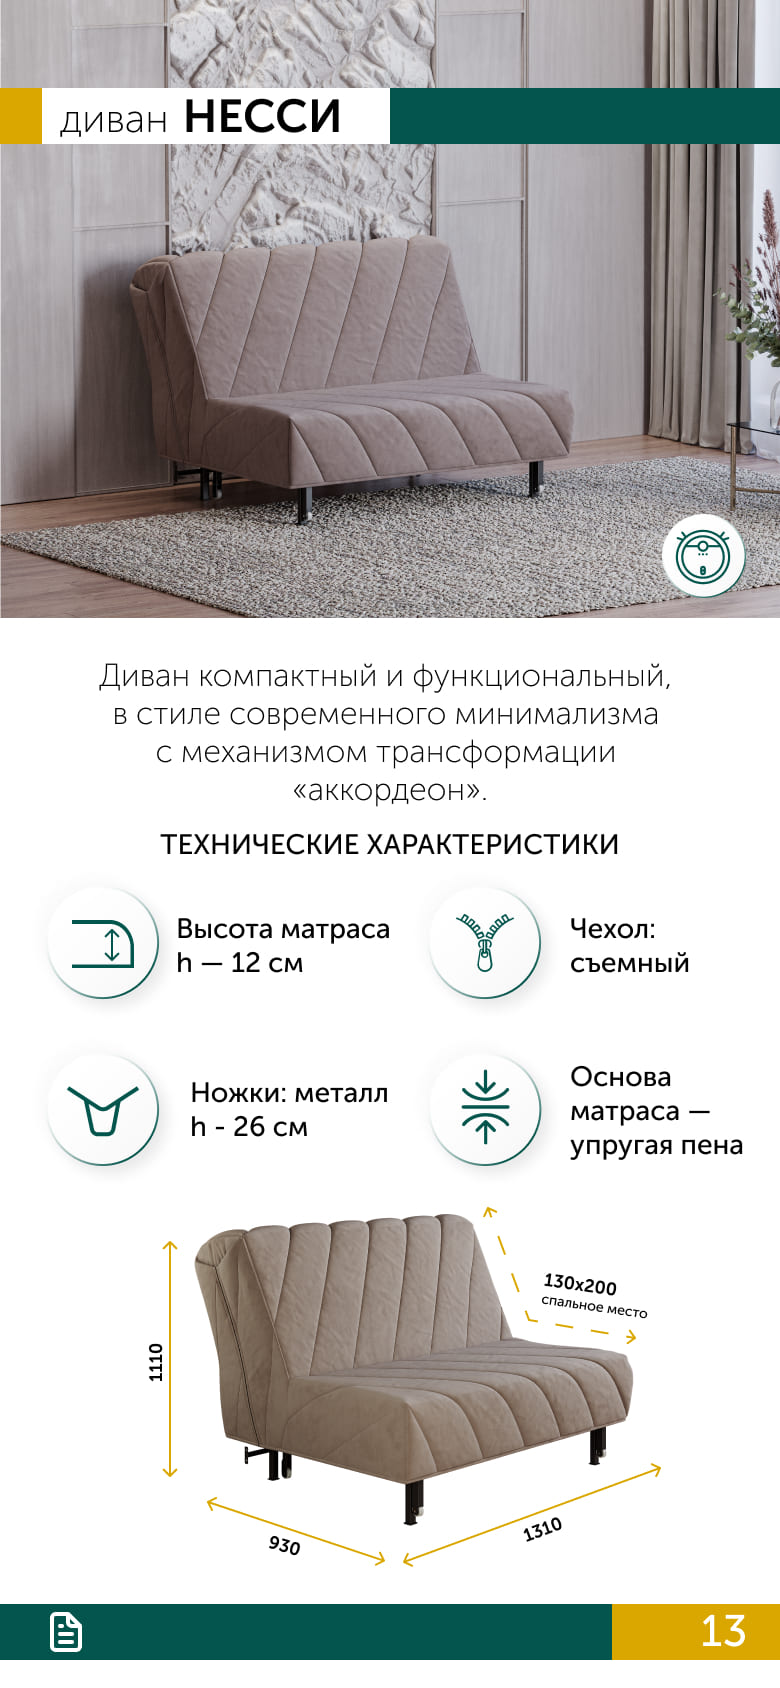 диван НЕССИ
Диван компактный и функциональный,
в стиле современного минимализма
с механизмом трансформации
«аккордеон».
ТЕХНИЧЕСКИЕ ХАРАКТЕРИСТИКИ
Высота матраса
h — 12 см
Чехол:
съемный
Ножки: металл
h - 26 см
Основа
матраса —
упругая пена
130х200
спальное место
1110
930
1310
13